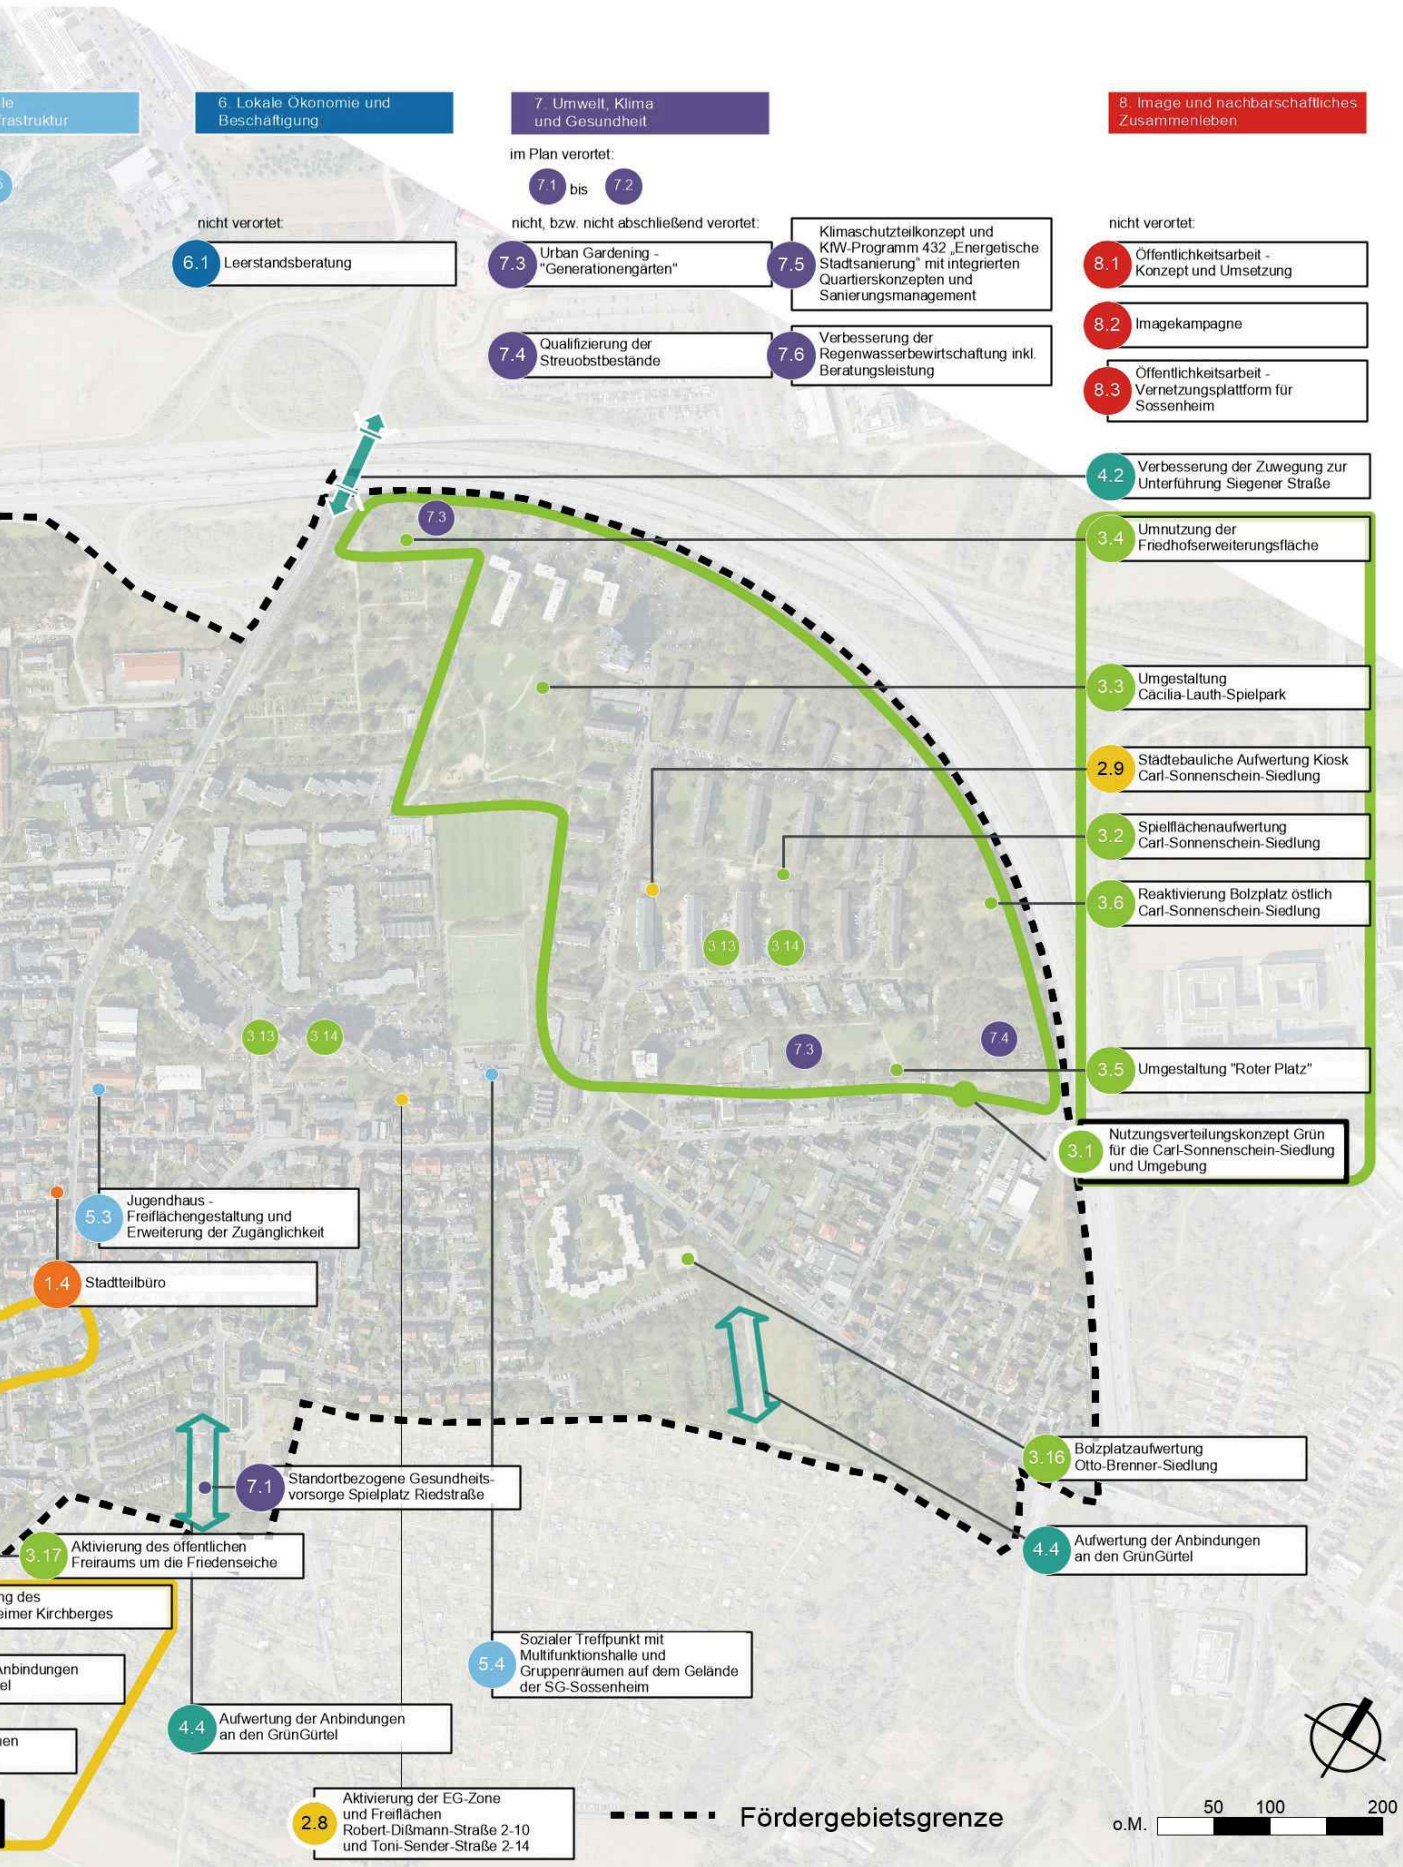 le
frastruktur
6. Lokale Ökonomie und
Beschäftigung
7. Umwelt, Klima
und Gesundheit
8. Image und nachbarschaftliches
Zusammenleben
im Plan verortet:
7.1 bis 7.2
nicht verortet:
6.1 Leerstandsberatung
nicht, bzw. nicht abschließend verortet:
7.3 Urban Gardening -
"Generationengärten"
7.4 Qualifizierung der
Streuobstbestände
7.5 Klimaschutzteilkonzept und
KfW-Programm 432 „Energetische
Stadtsanierung“ mit integrierten
Quartierskonzepten und
Sanierungsmanagement
7.6 Verbesserung der
Regenwasserbewirtschaftung inkl.
Beratungsleistung
nicht verortet:
8.1 Öffentlichkeitsarbeit -
Konzept und Umsetzung
8.2 Imagekampagne
8.3 Öffentlichkeitsarbeit -
Vernetzungsplattform für
Sossenheim
4.2 Verbesserung der Zuwegung zur
Unterführung Siegener Straße
7.3
3.4 Umnutzung der
Friedhofserweiterungsfläche
3.3 Umgestaltung
Cäcilia-Lauth-Spielpark
2.9 Städtebauliche Aufwertung Kiosk
Carl-Sonnenschein-Siedlung
3.2 Spielflächenaufwertung
Carl-Sonnenschein-Siedlung
3.6 Reaktivierung Bolzplatz östlich
Carl-Sonnenschein-Siedlung
3.13 3.14
3.13 3.14
7.3
7.4
3.5 Umgestaltung "Roter Platz"
3.1 Nutzungsverteilungskonzept Grün
für die Carl-Sonnenschein-Siedlung
und Umgebung
5.3 Jugendhaus -
Freiflächengestaltung und
Erweiterung der Zugänglichkeit
1.4 Stadtteilbüro
3.16 Bolzplatzaufwertung
Otto-Brenner-Siedlung
7.1 Standortbezogene Gesundheits-
vorsorge Spielplatz Riedstraße
3.17 Aktivierung des öffentlichen
Freiraums um die Friedenseiche
4.4 Aufwertung der Anbindungen
an den GrünGürtel
ng des
eimer Kirchberges
Anbindungen
el
nen
5.4 Sozialer Treffpunkt mit
Multifunktionshalle und
Gruppenräumen auf dem Gelände
der SG-Sossenheim
4.4 Aufwertung der Anbindungen
an den GrünGürtel
2.8 Aktivierung der EG-Zone
und Freiflächen
Robert-Dißmann-Straße 2-10
und Toni-Sender-Straße 2-14
Fördergebietsgrenze
o.M. 50 100 200